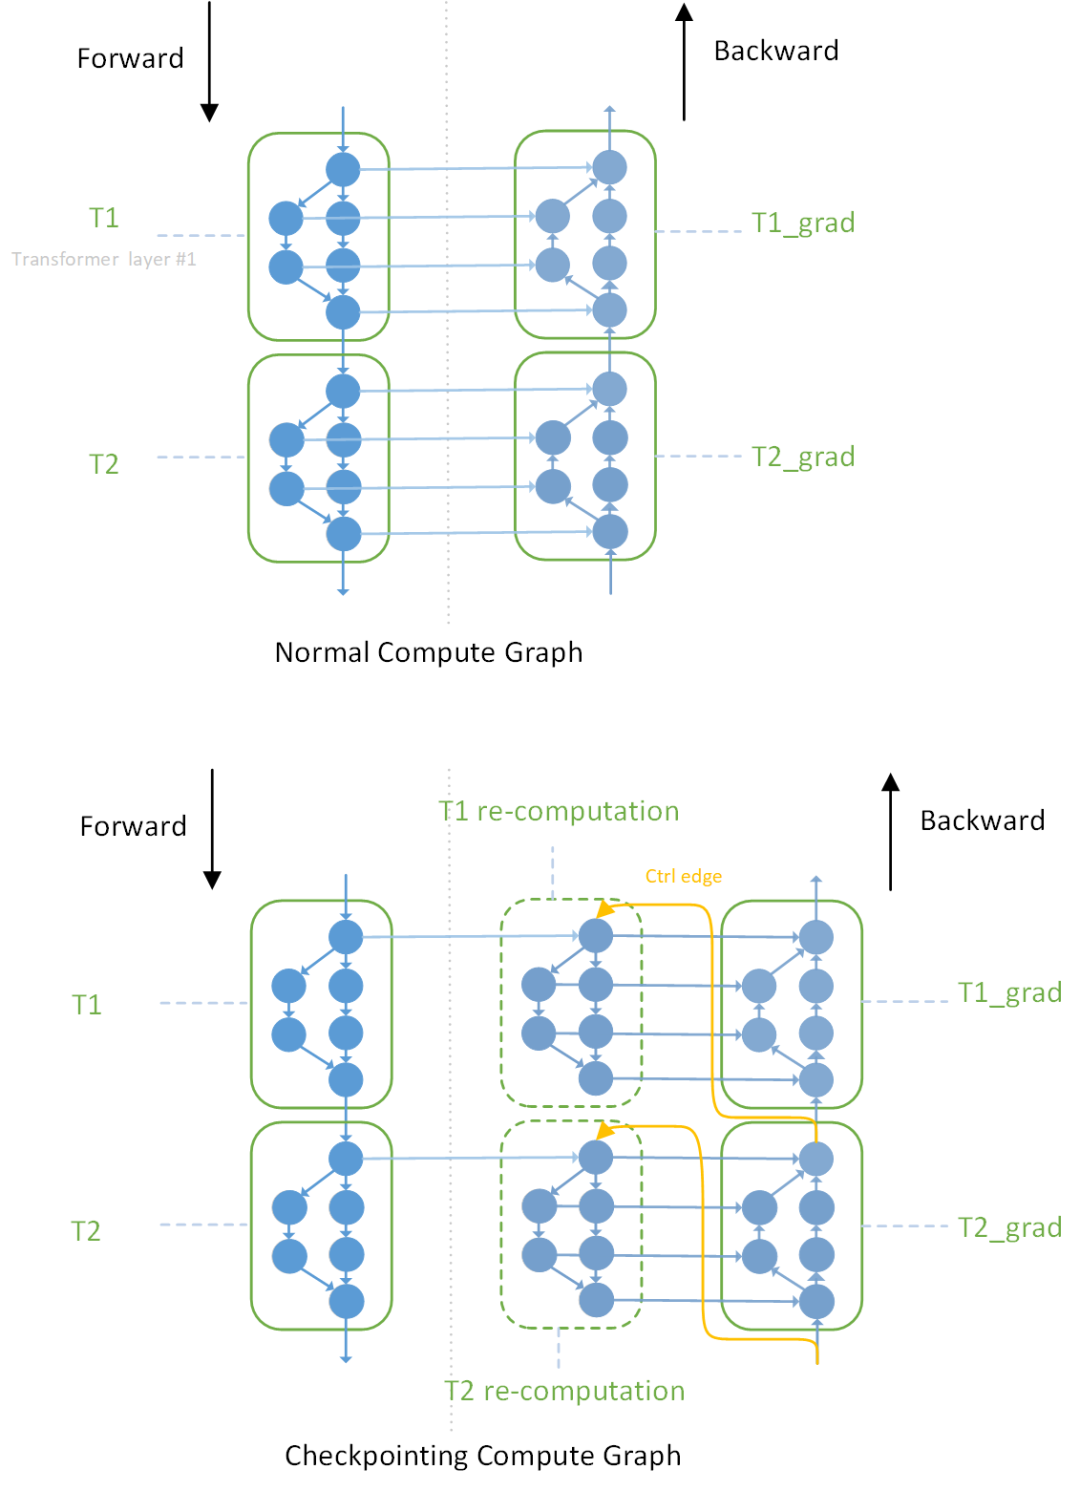 Forward
Backward
T1
T1_grad
Transformer layer #1
T2
T2_grad
Normal Compute Graph
T1 re-computation
Forward
Backward
Ctrl edge
T1
T1_grad
T2
T2_grad
T2 re-computation
Checkpointing Compute Graph